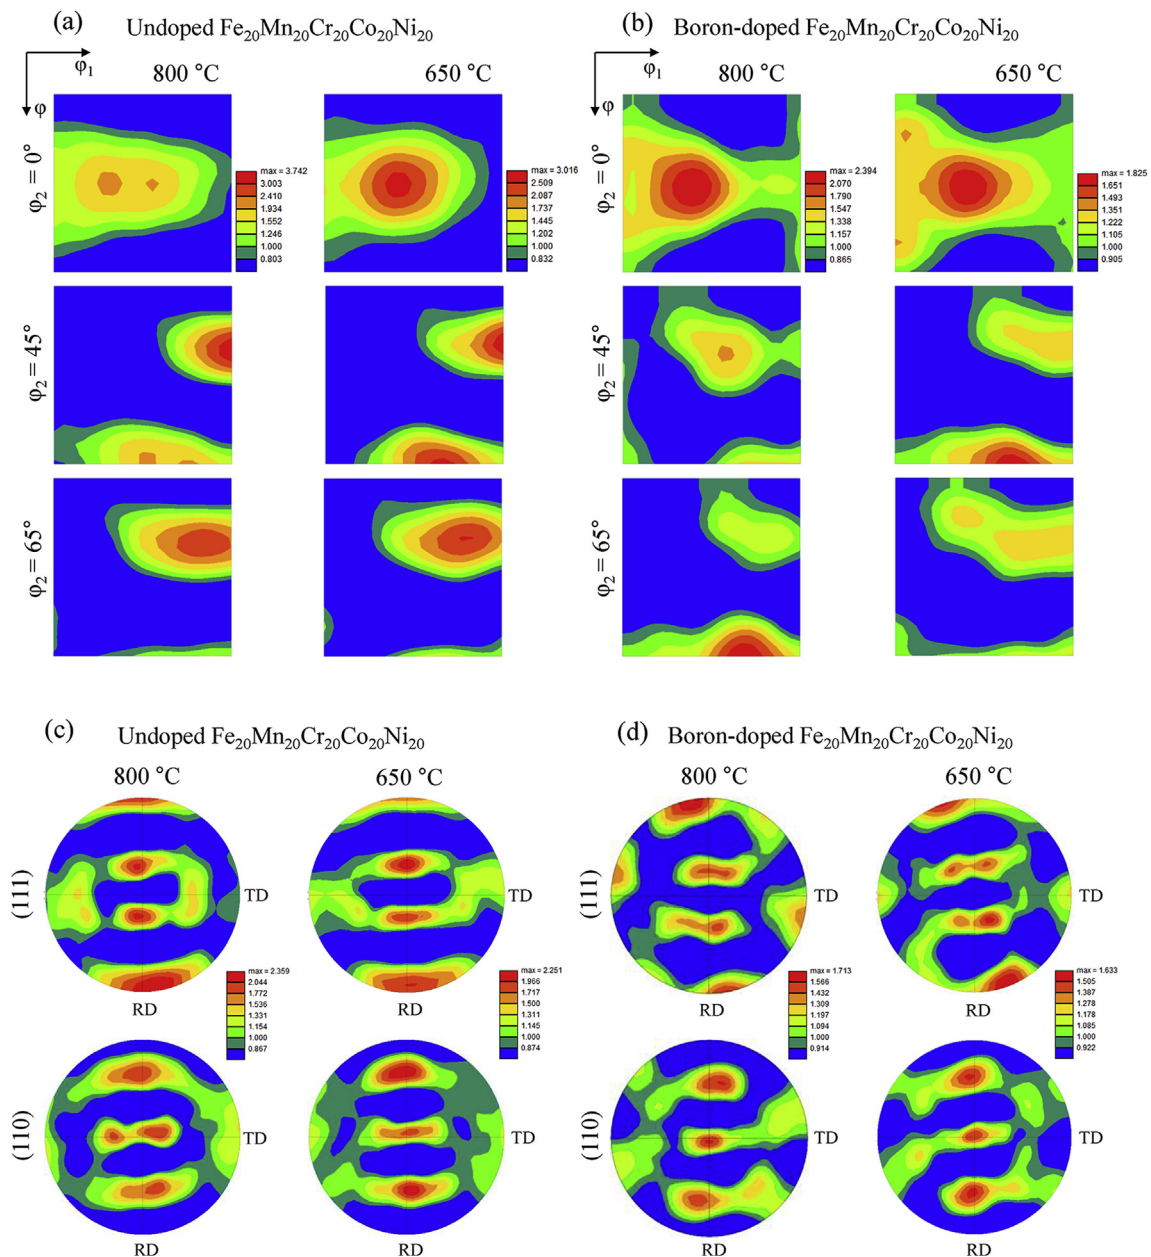 (a) Undoped Fe₂₀Mn₂₀Cr₂₀Co₂₀Ni₂₀
(b) Boron-doped Fe₂₀Mn₂₀Cr₂₀Co₂₀Ni₂₀
φ₁ 800 °C 650 °C
φ₁ 800 °C 650 °C
φ
φ
φ₂ = 0°
max = 3.742
3.003
2.410
1.934
1.552
1.246
1.000
0.803
max = 3.016
2.509
2.087
1.737
1.445
1.202
1.000
0.832
φ₂ = 0°
max = 2.394
2.070
1.790
1.547
1.338
1.157
1.000
0.865
max = 1.825
1.651
1.493
1.351
1.222
1.105
1.000
0.905
φ₂ = 45°
φ₂ = 45°
φ₂ = 65°
φ₂ = 65°
(c) Undoped Fe₂₀Mn₂₀Cr₂₀Co₂₀Ni₂₀
(d) Boron-doped Fe₂₀Mn₂₀Cr₂₀Co₂₀Ni₂₀
800 °C 650 °C
800 °C 650 °C
(111) TD TD
(111) TD TD
RD RD
RD RD
max = 2.359
2.044
1.772
1.536
1.331
1.154
1.000
0.867
max = 2.251
1.966
1.717
1.500
1.311
1.145
1.000
0.874
max = 1.713
1.566
1.432
1.309
1.197
1.094
1.000
0.914
max = 1.633
1.505
1.387
1.278
1.178
1.085
1.000
0.922
(110) TD TD
(110) TD TD
RD RD
RD RD